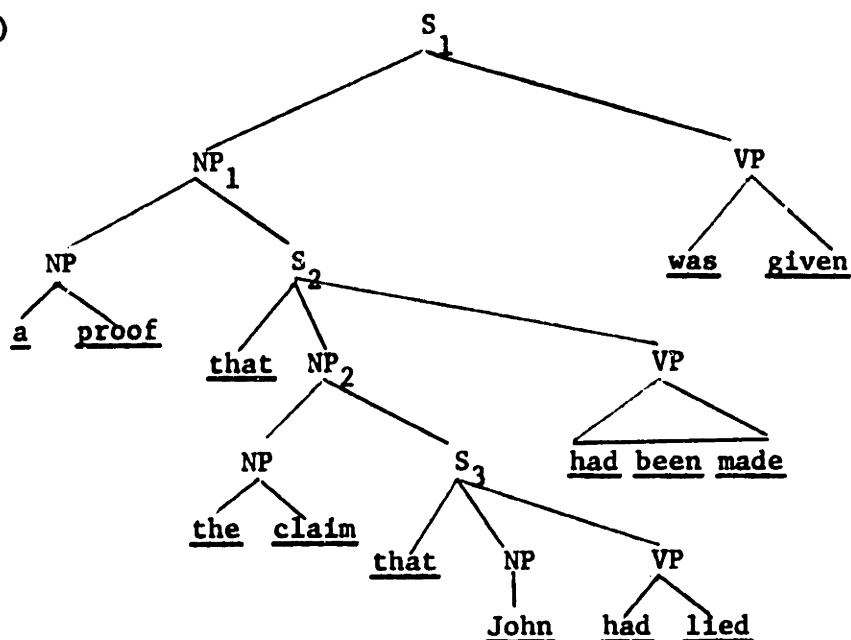 )
S1
NP1 VP
NP S2 was given
a proof that NP2 VP
NP S3 had been made
the claim that NP VP
John had lied